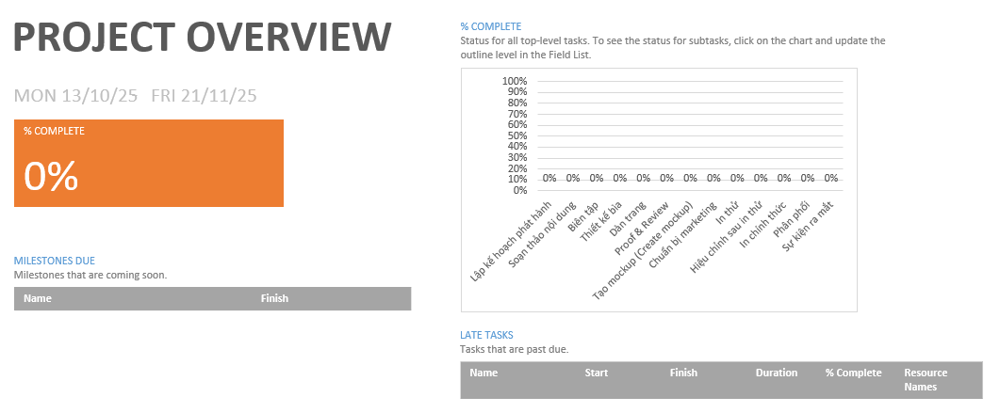 PROJECT OVERVIEW
MON 13/10/25 FRI 21/11/25
% COMPLETE
0%
MILESTONES DUE
Milestones that are coming soon.
Name Finish
% COMPLETE
Status for all top-level tasks. To see the status for subtasks, click on the chart and update the
outline level in the Field List.
100%
90%
80%
70%
60%
50%
40%
30%
20%
10%
0%
0% 0% 0% 0% 0% 0% 0% 0% 0% 0% 0% 0% 0%
Lập kế hoạch phát hành
Soạn thảo nội dung
Biên tập
Thiết kế bìa
Dàn trang
Proof & Review
Tạo mockup (Create mockup)
Chuẩn bị marketing
In thử
Hiệu chỉnh sau in thử
In chính thức
Phân phối
Sự kiện ra mắt
LATE TASKS
Tasks that are past due.
Name Start Finish Duration % Complete Resource
Names